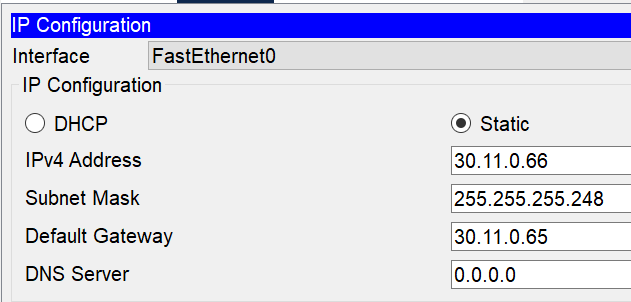 IP Configuration
Interface FastEthernet0
IP Configuration
DHCP Static
IPv4 Address 30.11.0.66
Subnet Mask 255.255.255.248
Default Gateway 30.11.0.65
DNS Server 0.0.0.0